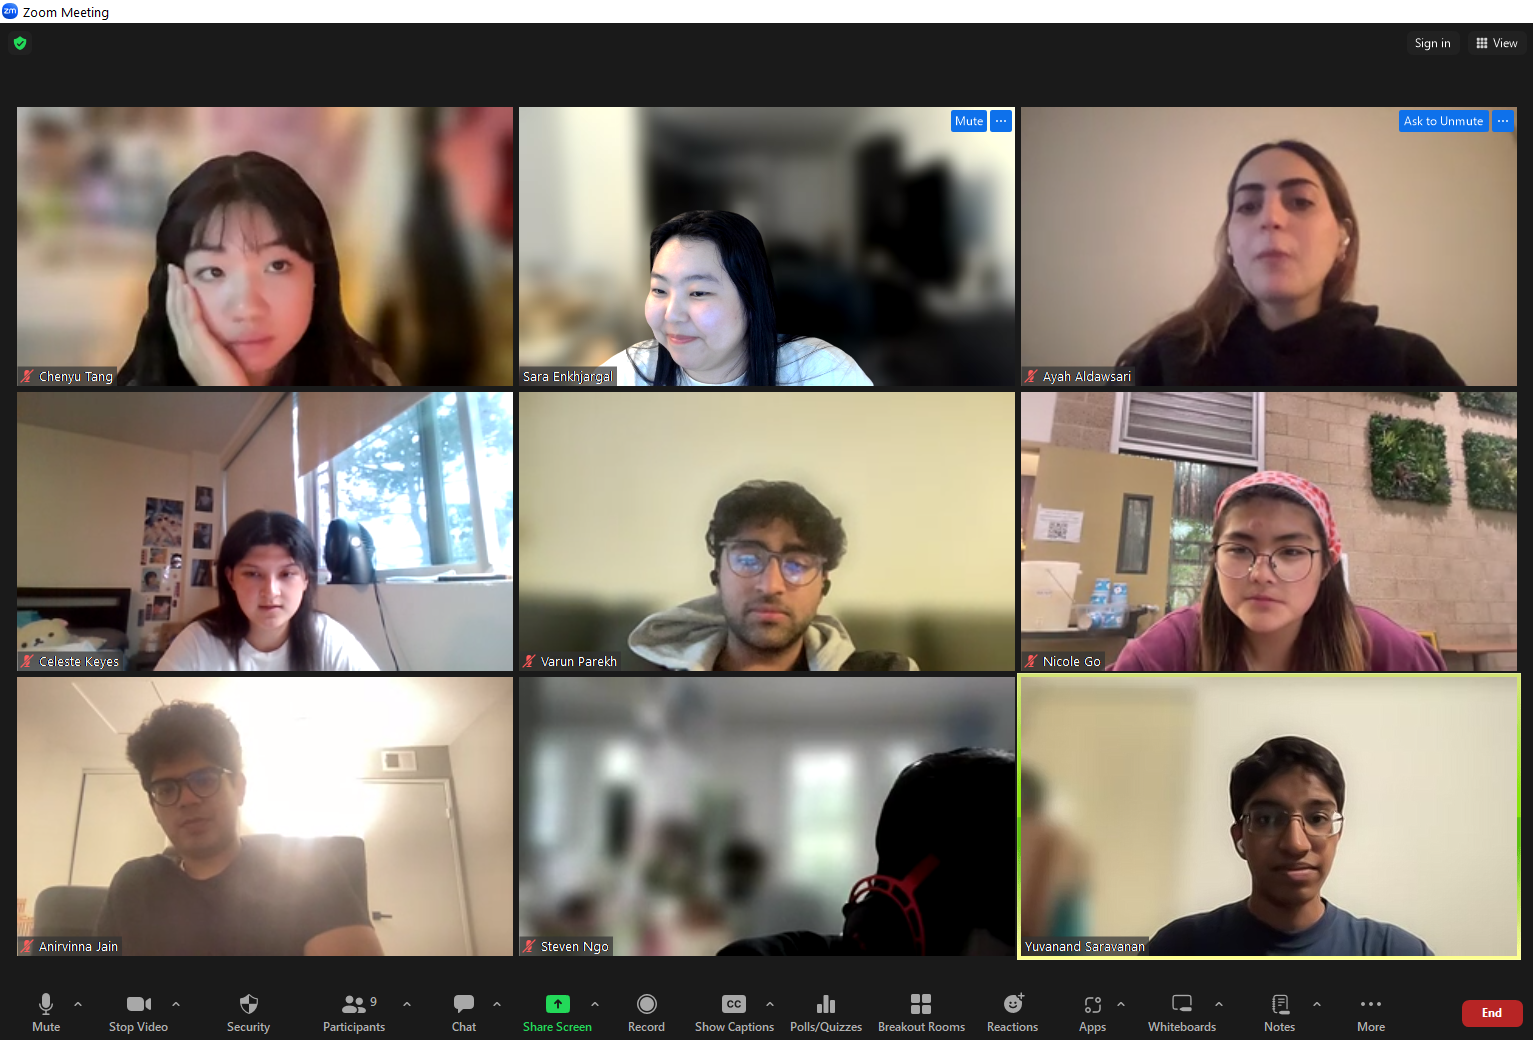 zm Zoom Meeting
Sign in
View
Mute ...
Ask to Unmute ...
Chenyu Tang
Sara Enkhjargal
Ayah Aldawsari
Celeste Keyes
Varun Parekh
Nicole Go
Anirvinna Jain
Steven Ngo
Yuvanand Saravanan
9
CC
Mute
Stop Video
Security
Participants
Chat
Share Screen
Record
Show Captions
Polls/Quizzes
Breakout Rooms
Reactions
Apps
Whiteboards
Notes
More
End